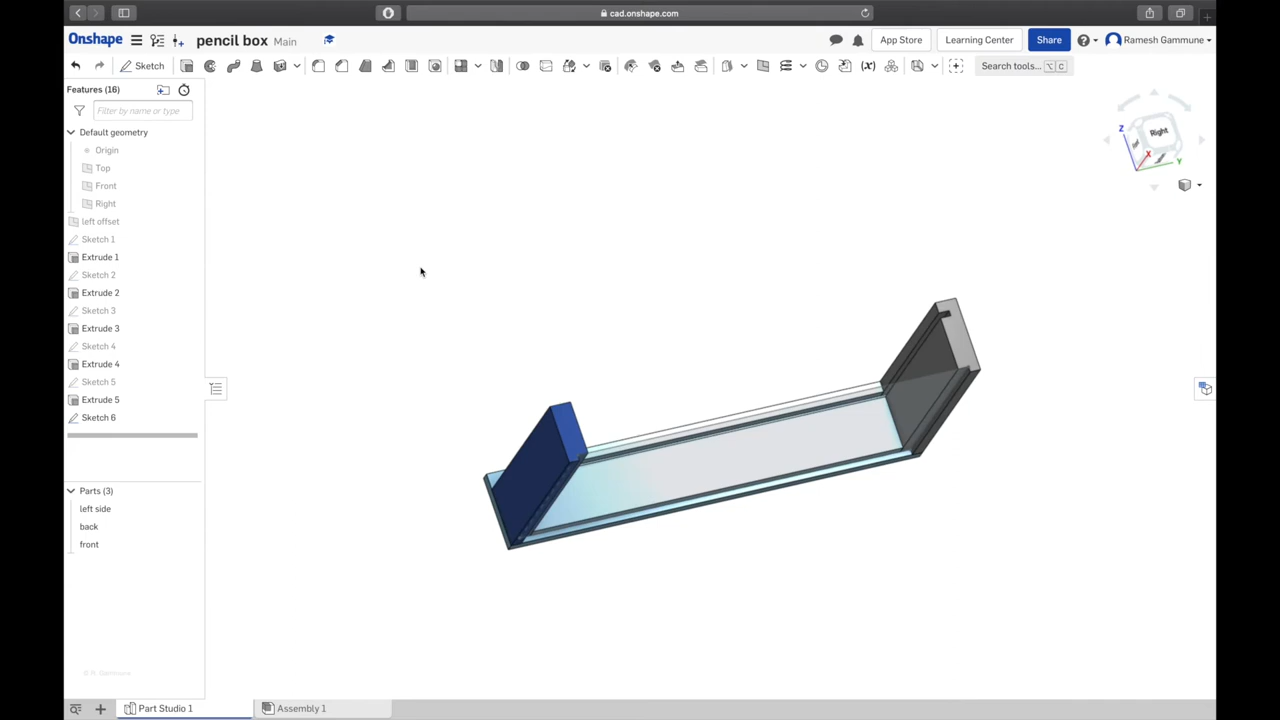 cad.onshape.com
Onshape
pencil box Main
App Store
Learning Center
Share
Ramesh Gammune
Sketch
Search tools... ⌥ C
Features (16)
Filter by name or type
Default geometry
Origin
Top
Front
Right
left offset
Sketch 1
Extrude 1
Sketch 2
Extrude 2
Sketch 3
Extrude 3
Sketch 4
Extrude 4
Sketch 5
Extrude 5
Sketch 6
Parts (3)
left side
back
front
Z
Right
X
Y
© R. Gammune
Part Studio 1
Assembly 1